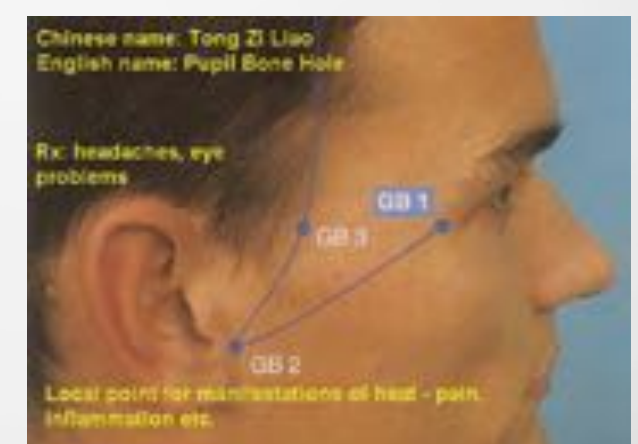 Chinese name: Tong Zi Liao
English name: Pupil Bone Hole
Rx: headaches, eye
problems
GB 1
GB 3
GB 2
Local point for manifestations of heat - pain.
Inflammation etc.